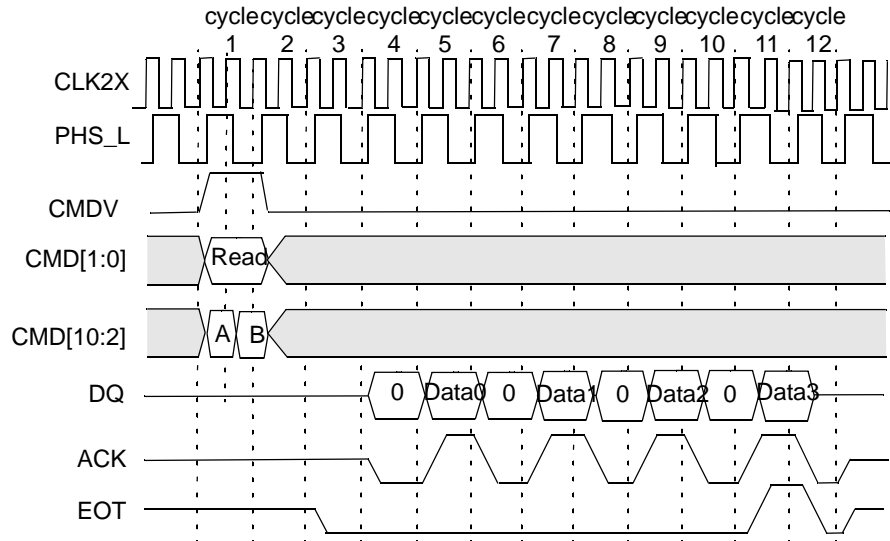 cycle cycle cycle cycle cycle cycle cycle cycle cycle cycle cycle cycle
1 2 3 4 5 6 7 8 9 10 11 12
CLK2X
PHS_L
CMDV
CMD[1:0] Read
CMD[10:2] A B
DQ 0 Data0 0 Data1 0 Data2 0 Data3
ACK
EOT